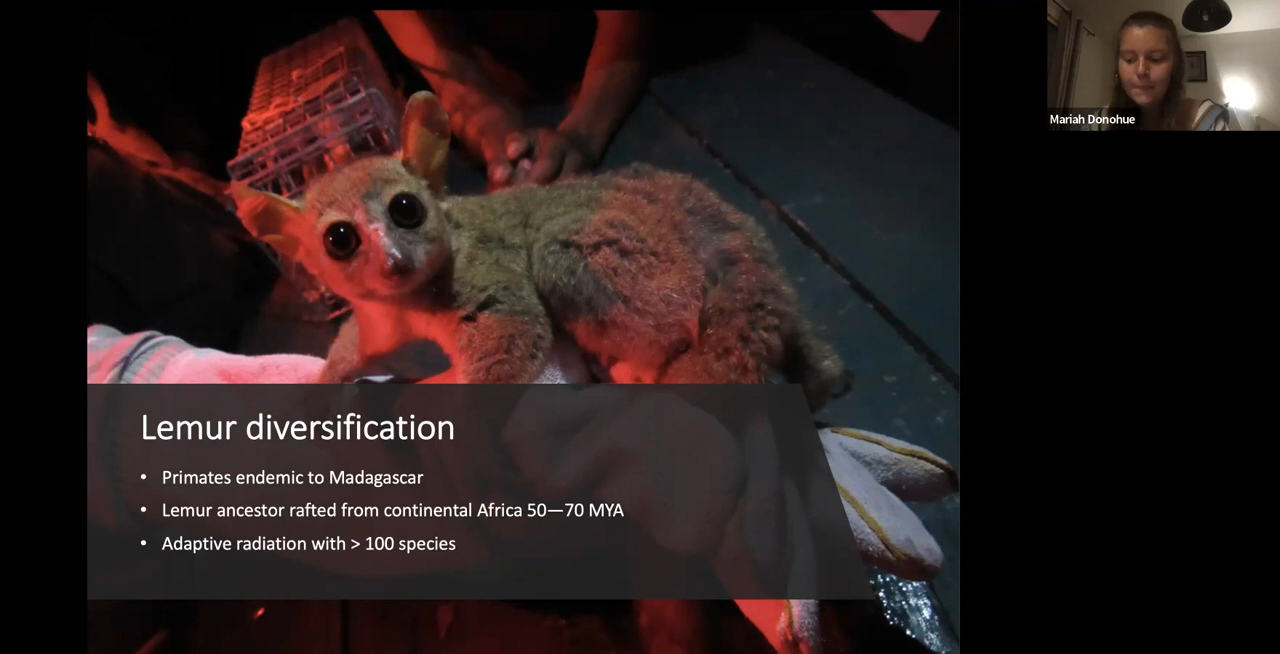 Mariah Donohue
Lemur diversification
• Primates endemic to Madagascar
• Lemur ancestor rafted from continental Africa 50—70 MYA
• Adaptive radiation with > 100 species